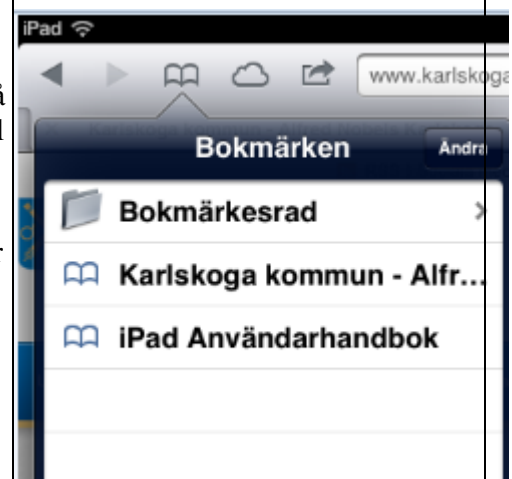 iPad
www.karlskoga
Bokmärken
Ändra
Bokmärkesrad
Karlskoga kommun - Alfr...
iPad Användarhandbok